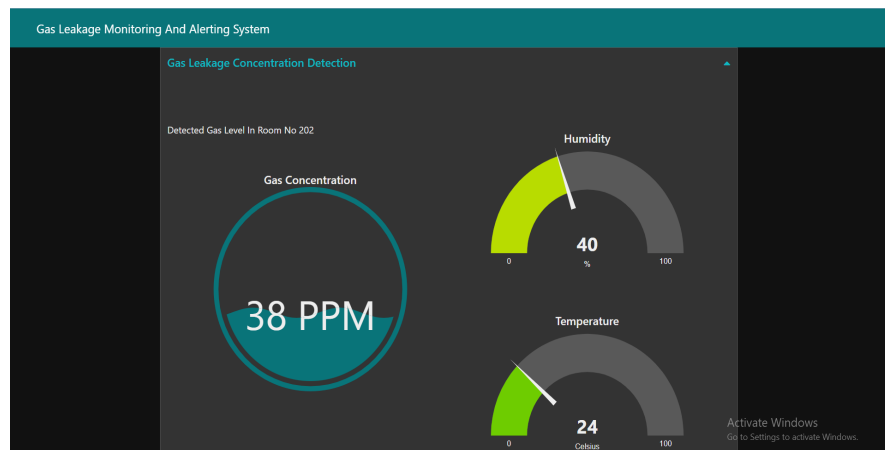 Gas Leakage Monitoring And Alerting System
Gas Leakage Concentration Detection
Detected Gas Level In Room No 202
Gas Concentration
38 PPM
Humidity
40
%
0
100
Temperature
24
Celsius
0
100
Activate Windows
Go to Settings to activate Windows.